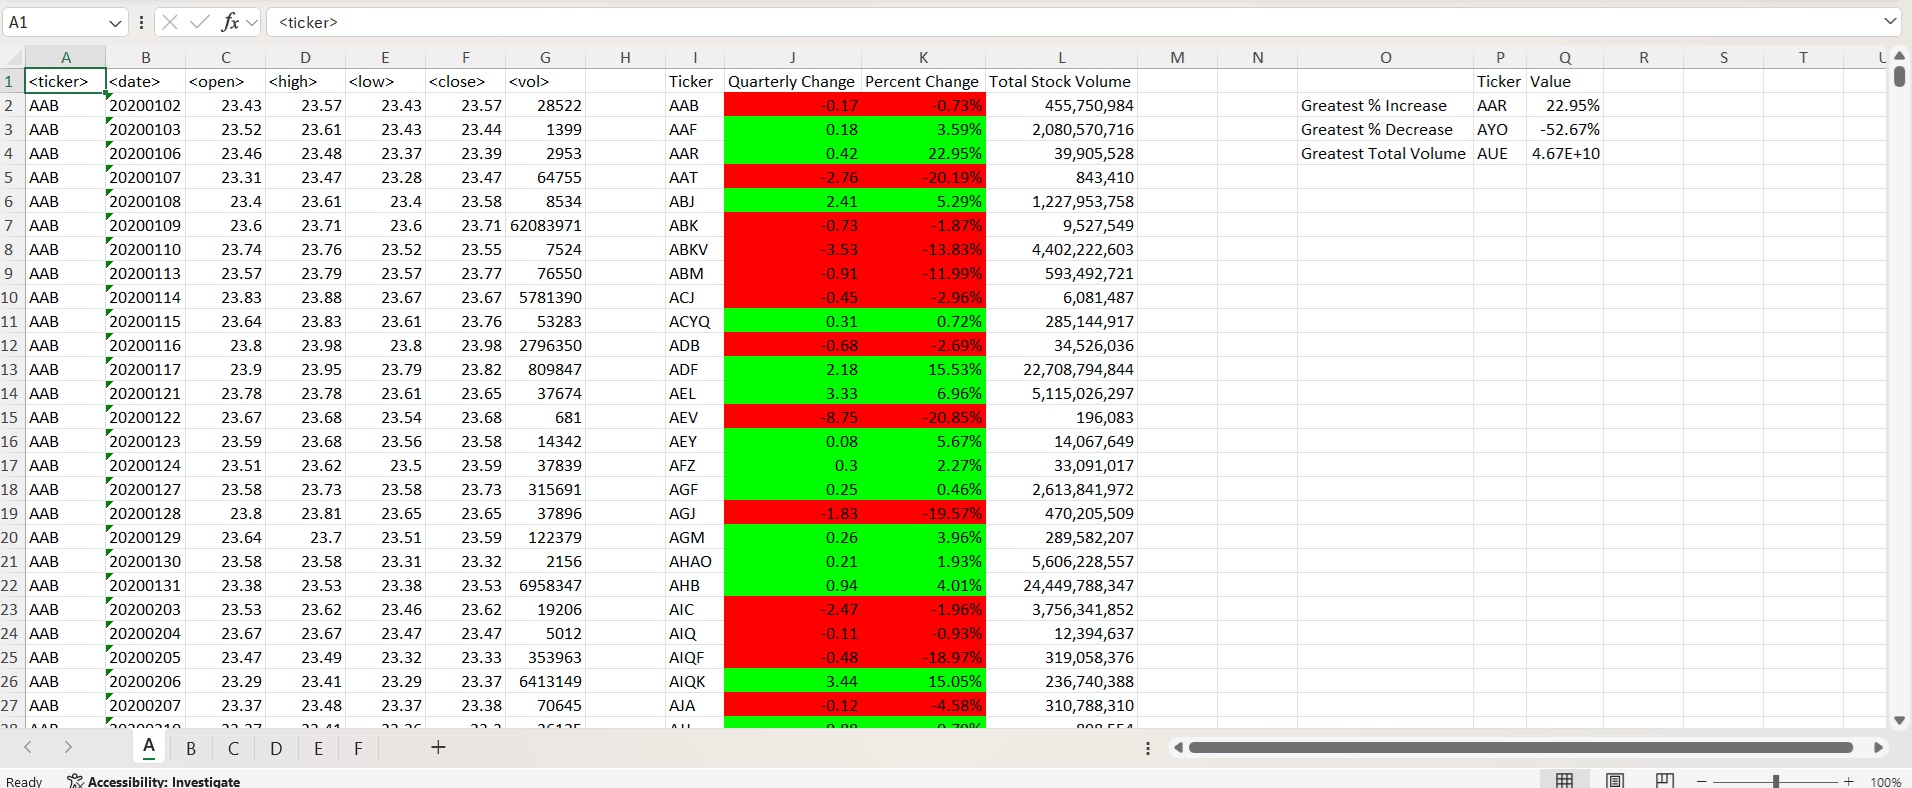 A1 fx <ticker>
A B C D E F G H I J K L M N O P Q R S T U
1 <ticker> <date> <open> <high> <low> <close> <vol> Ticker Quarterly Change Percent Change Total Stock Volume Ticker Value
2 AAB 20200102 23.43 23.57 23.43 23.57 28522 AAB -0.17 -0.73% 455,750,984 Greatest % Increase AAR 22.95%
3 AAB 20200103 23.52 23.61 23.43 23.44 1399 AAF 0.18 3.59% 2,080,570,716 Greatest % Decrease AYO -52.67%
4 AAB 20200106 23.46 23.48 23.37 23.39 2953 AAR 0.42 22.95% 39,905,528 Greatest Total Volume AUE 4.67E+10
5 AAB 20200107 23.31 23.47 23.28 23.47 64755 AAT -2.76 -20.19% 843,410
6 AAB 20200108 23.4 23.61 23.4 23.58 8534 ABJ 2.41 5.29% 1,227,953,758
7 AAB 20200109 23.6 23.71 23.6 23.71 62083971 ABK -0.73 -1.87% 9,527,549
8 AAB 20200110 23.74 23.76 23.52 23.55 7524 ABKV -3.53 -13.83% 4,402,222,603
9 AAB 20200113 23.57 23.79 23.57 23.77 76550 ABM -0.91 -11.99% 593,492,721
10 AAB 20200114 23.83 23.88 23.67 23.67 5781390 ACJ -0.45 -2.96% 6,081,487
11 AAB 20200115 23.64 23.83 23.61 23.76 53283 ACYQ 0.31 0.72% 285,144,917
12 AAB 20200116 23.8 23.98 23.8 23.98 2796350 ADB -0.68 -2.69% 34,526,036
13 AAB 20200117 23.9 23.95 23.79 23.82 809847 ADF 2.18 15.53% 22,708,794,844
14 AAB 20200121 23.78 23.78 23.61 23.65 37674 AEL 3.33 6.96% 5,115,026,297
15 AAB 20200122 23.67 23.68 23.54 23.68 681 AEV -8.75 -20.85% 196,083
16 AAB 20200123 23.59 23.68 23.56 23.58 14342 AEY 0.08 5.67% 14,067,649
17 AAB 20200124 23.51 23.62 23.5 23.59 37839 AFZ 0.3 2.27% 33,091,017
18 AAB 20200127 23.58 23.73 23.58 23.73 315691 AGF 0.25 0.46% 2,613,841,972
19 AAB 20200128 23.8 23.81 23.65 23.65 37896 AGJ -1.83 -19.57% 470,205,509
20 AAB 20200129 23.64 23.7 23.51 23.59 122379 AGM 0.26 3.96% 289,582,207
21 AAB 20200130 23.58 23.58 23.31 23.32 2156 AHAO 0.21 1.93% 5,606,228,557
22 AAB 20200131 23.38 23.53 23.38 23.53 6958347 AHB 0.94 4.01% 24,449,788,347
23 AAB 20200203 23.53 23.62 23.46 23.62 19206 AIC -2.47 -1.96% 3,756,341,852
24 AAB 20200204 23.67 23.67 23.47 23.47 5012 AIQ -0.11 -0.93% 12,394,637
25 AAB 20200205 23.47 23.49 23.32 23.33 353963 AIQF -0.48 -18.97% 319,058,376
26 AAB 20200206 23.29 23.41 23.29 23.37 6413149 AIQK 3.44 15.05% 236,740,388
27 AAB 20200207 23.37 23.48 23.37 23.38 70645 AJA -0.12 -4.58% 310,788,310
A B C D E F +
Ready Accessibility: Investigate 100%